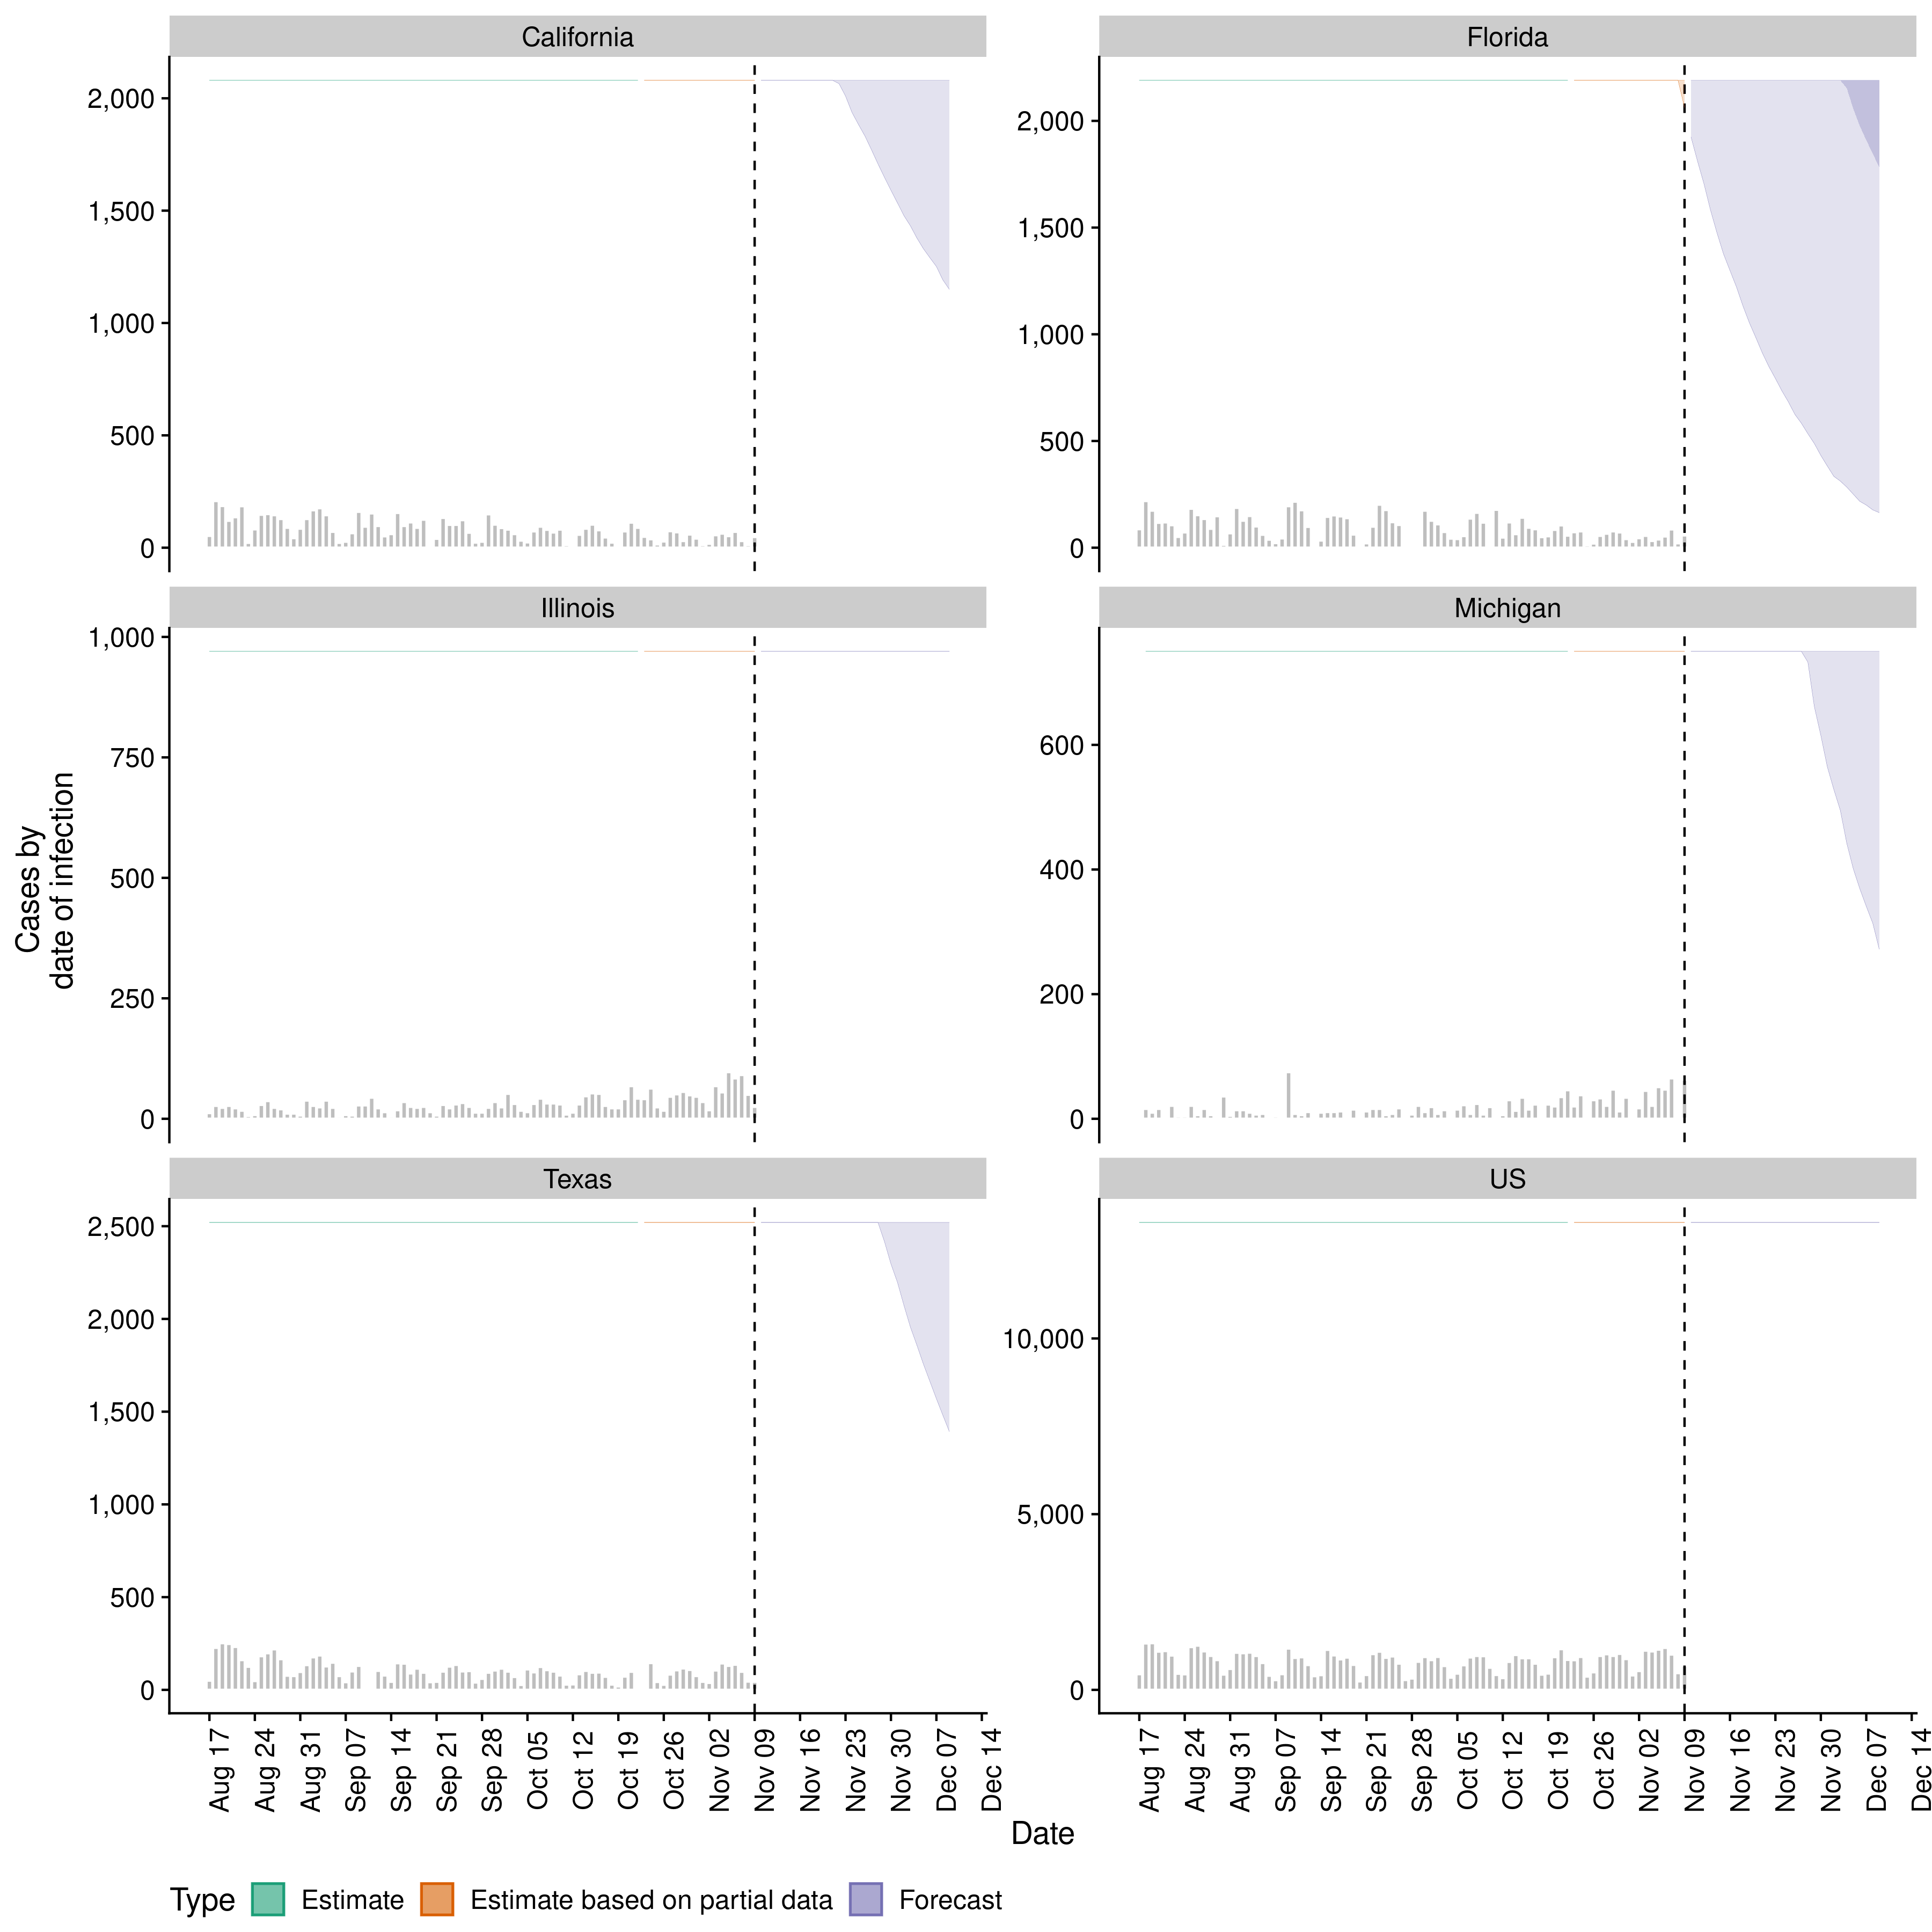 California
Florida
2,000
1,500
1,000
500
0
2,000
1,500
1,000
500
0
Illinois
Michigan
1,000
750
500
250
0
600
400
200
0
Texas
US
2,500
2,000
1,500
1,000
500
0
10,000
5,000
0
Cases by
date of infection
Aug 17
Aug 24
Aug 31
Sep 07
Sep 14
Sep 21
Sep 28
Oct 05
Oct 12
Oct 19
Oct 26
Nov 02
Nov 09
Nov 16
Nov 23
Nov 30
Dec 07
Dec 14
Aug 17
Aug 24
Aug 31
Sep 07
Sep 14
Sep 21
Sep 28
Oct 05
Oct 12
Oct 19
Oct 26
Nov 02
Nov 09
Nov 16
Nov 23
Nov 30
Dec 07
Dec 14
Date
Type Estimate Estimate based on partial data Forecast